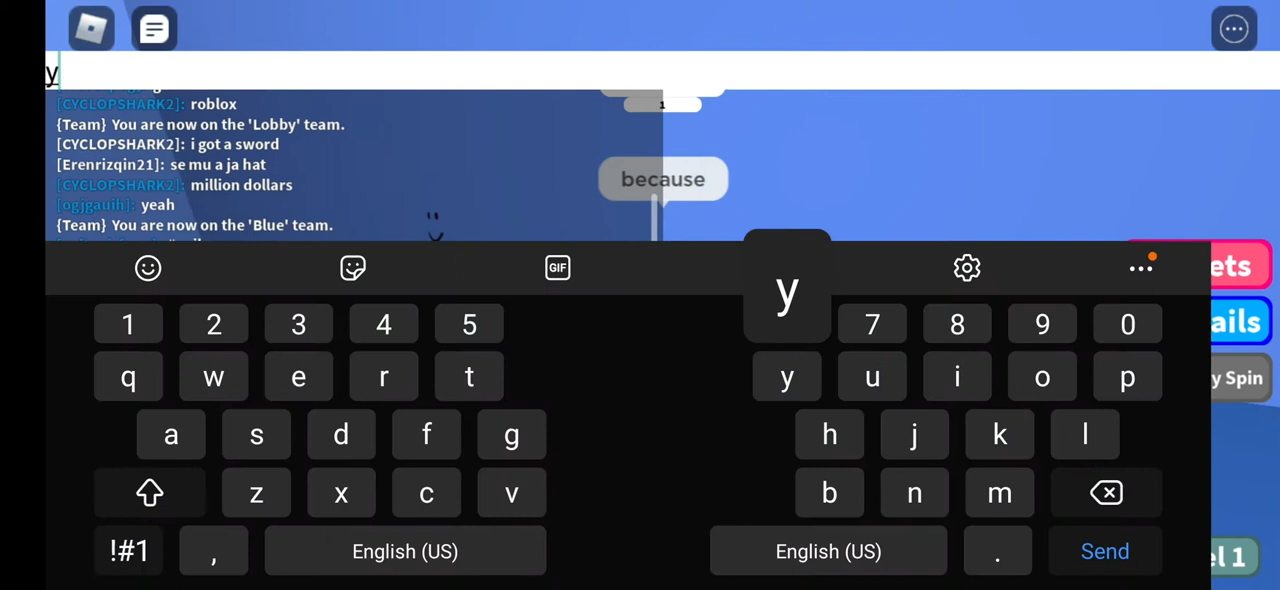 y
[CYCLOPSHARK2]: roblox
{Team} You are now on the 'Lobby' team.
[CYCLOPSHARK2]: i got a sword
[Erenrizqin21]: se mu a ja hat
[CYCLOPSHARK2]: million dollars
[ogjgauih]: yeah
{Team} You are now on the 'Blue' team.
1
because
ets
ails
y Spin
el 1
GIF
y
1 2 3 4 5 7 8 9 0
q w e r t y u i o p
a s d f g h j k l
z x c v b n m
!#1 , English (US) English (US) . Send